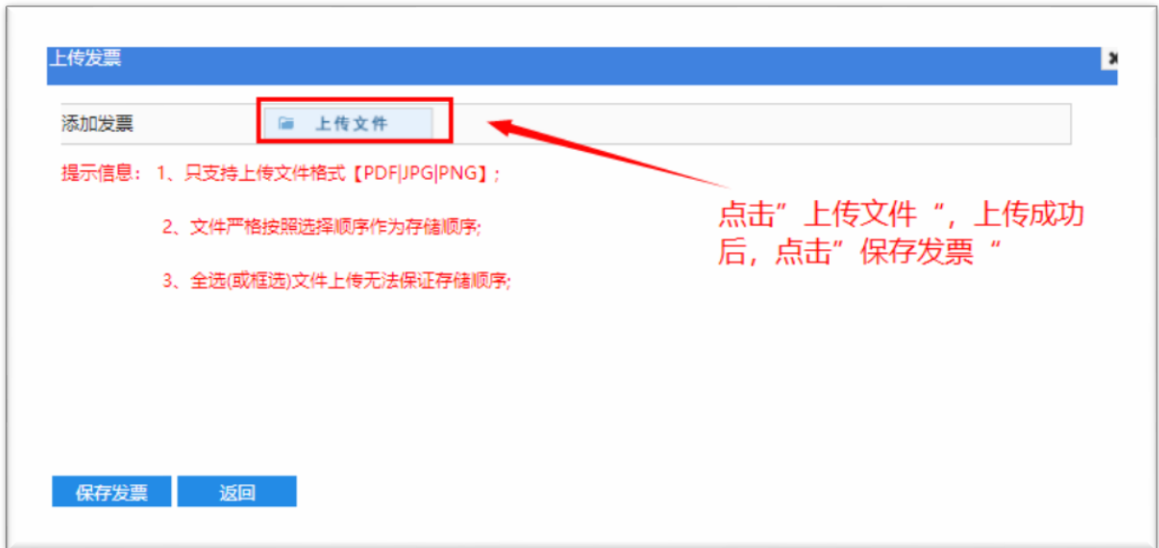 上传发票
添加发票
上传文件
提示信息： 1、只支持上传文件格式【PDF|JPG|PNG】;
2、文件严格按照选择顺序作为存储顺序;
3、全选(或框选)文件上传无法保证存储顺序;
点击”上传文件“，上传成功
后，点击”保存发票“
保存发票
返回